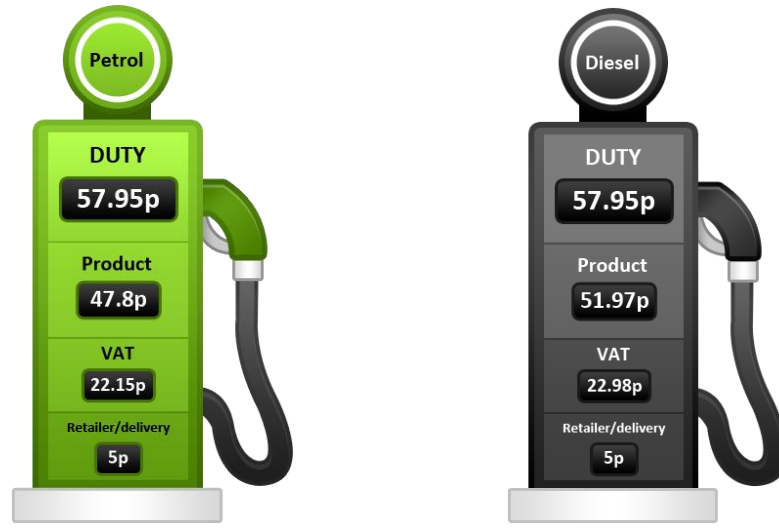 Petrol
DUTY
57.95p
Product
47.8p
VAT
22.15p
Retailer/delivery
5p
Diesel
DUTY
57.95p
Product
51.97p
VAT
22.98p
Retailer/delivery
5p